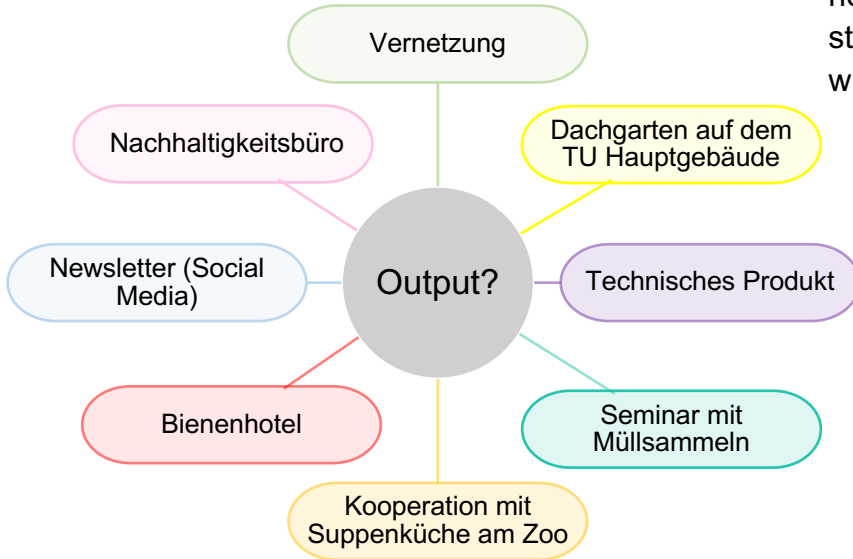 Vernetzung
Nachhaltigkeitsbüro
Dachgarten auf dem
TU Hauptgebäude
Newsletter (Social
Media)
Output?
Technisches Produkt
Bienenhotel
Seminar mit
Müllsammeln
Kooperation mit
Suppenküche am Zoo
st
w